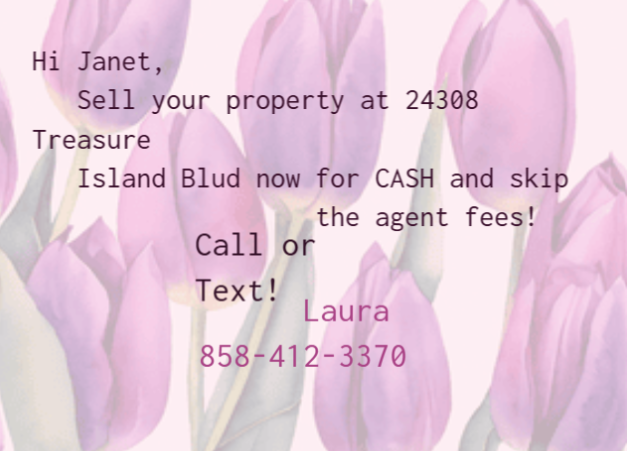 Hi Janet,
Sell your property at 24308
Treasure
Island Blud now for CASH and skip
the agent fees!
Call or
Text!
Laura
858-412-3370